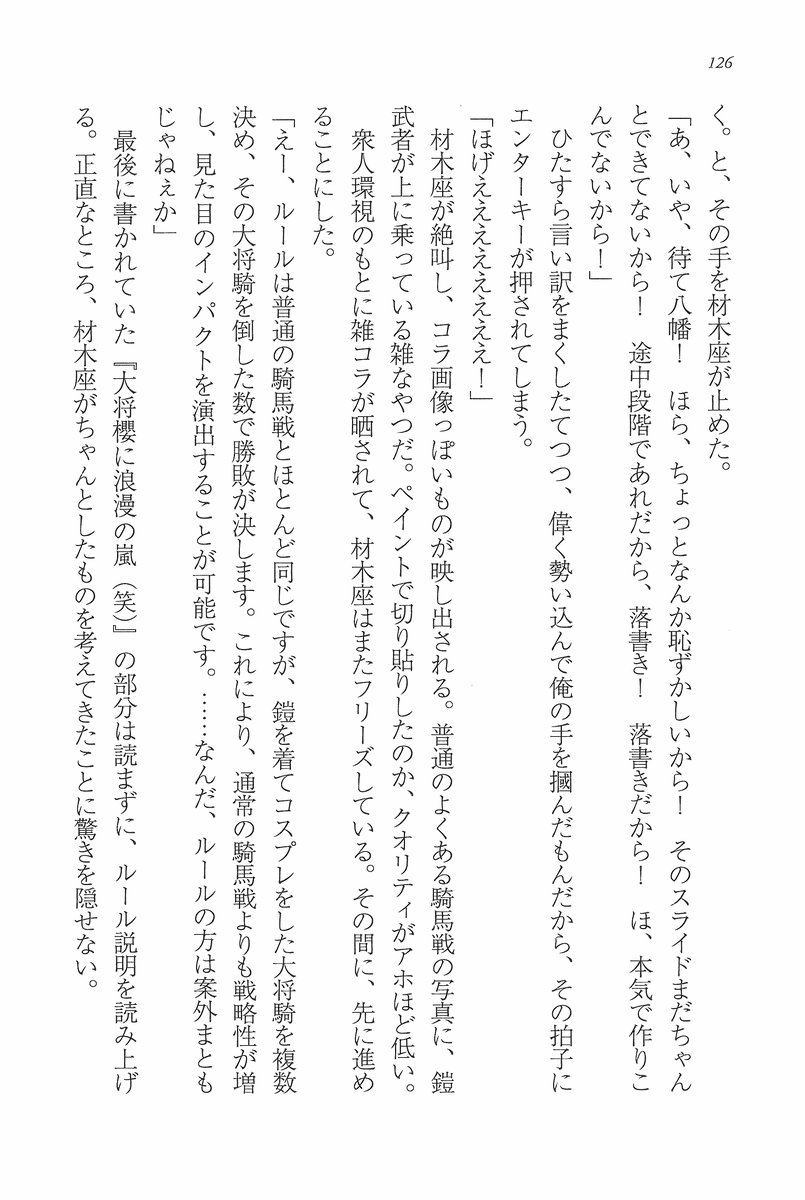 126
く。と、その手を材木座が止めた。
「あ、いや、待て八幡！　ほら、ちょっとなんか恥ずかしいから！　そのスライドまだちゃん
とできてないから！　途中段階であれだから、落書き！　落書きだから！　ほ、本気で作りこ
んでないから！」
　ひたすら言い訳をまくしたてつつ、偉く勢い込んで俺の手を摑んだもんだから、その拍子に
エンターキーが押されてしまう。
「ほげえええええええええ！」
　材木座が絶叫し、コラ画像っぽいものが映し出される。普通のよくある騎馬戦の写真に、鎧
武者が上に乗っている雑なやつだ。ペイントで切り貼りしたのか、クオリティがアホほど低い。
　衆人環視のもとに雑コラが晒されて、材木座はまたフリーズしている。その間に、先に進め
ることにした。
「えー、ルールは普通の騎馬戦とほとんど同じですが、鎧を着てコスプレをした大将騎を複数
決め、その大将騎を倒した数で勝敗が決します。これにより、通常の騎馬戦よりも戦略性が増
し、見た目のインパクトを演出することが可能です。……なんだ、ルールの方は案外まとも
じゃねぇか」
　最後に書かれていた『大将櫻に浪漫の嵐（笑）』の部分は読まずに、ルール説明を読み上げ
る。正直なところ、材木座がちゃんとしたものを考えてきたことに驚きを隠せない。